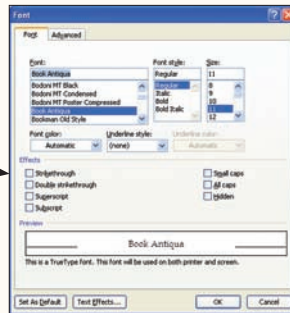 Font
Font Advanced
Font: Font style: Size:
Book Antiqua Regular 11
Bodoni MT Black Regular 8
Bodoni MT Condensed Italic 9
Bodoni MT Poster Compressed Bold 10
Book Antiqua Bold Italic 11
Bookman Old Style 12
Font color: Underline style: Underline color:
Automatic (none) Automatic
Effects
Strikethrough Small caps
Double strikethrough All caps
Superscript Hidden
Subscript
Preview
Book Antiqua
This is a TrueType font. This font will be used on both printer and screen.
Set As Default Text Effects... OK Cancel